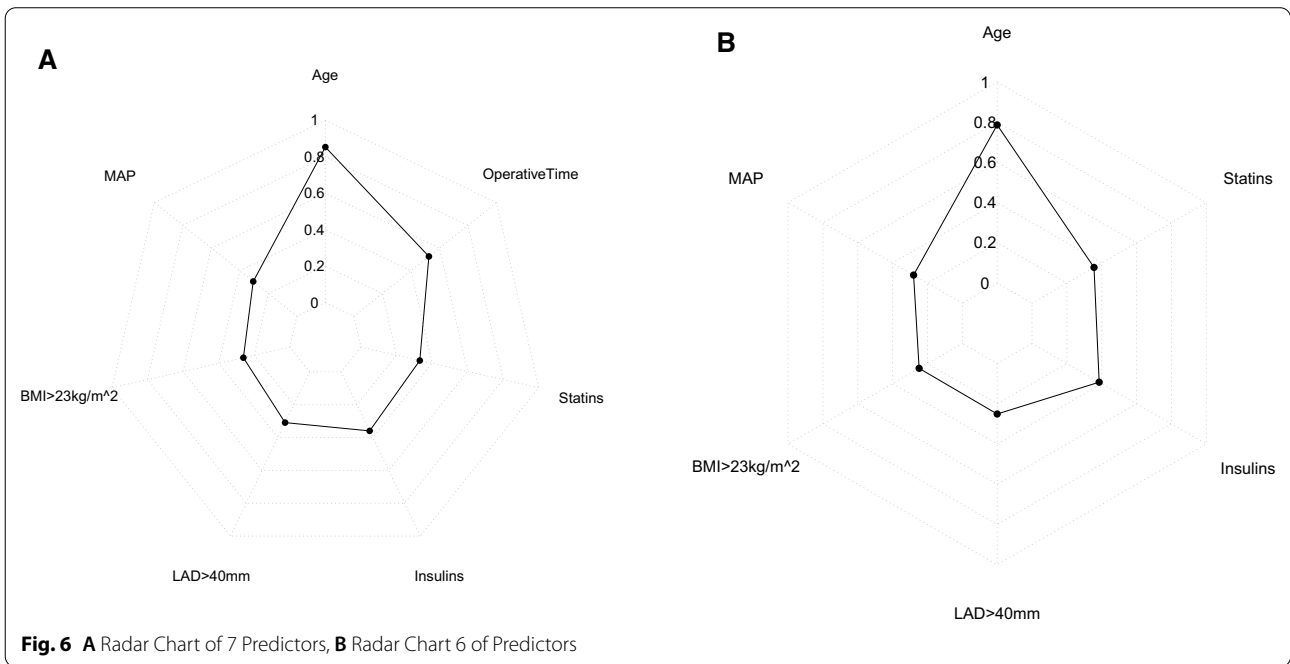 A
Age
1
0.8
0.6
0.4
0.2
0
MAP
OperativeTime
BMI>23kg/m^2
Statins
LAD>40mm
Insulins
B
Age
1
0.8
0.6
0.4
0.2
0
MAP
Statins
BMI>23kg/m^2
Insulins
LAD>40mm
Fig. 6 A Radar Chart of 7 Predictors, B Radar Chart 6 of Predictors